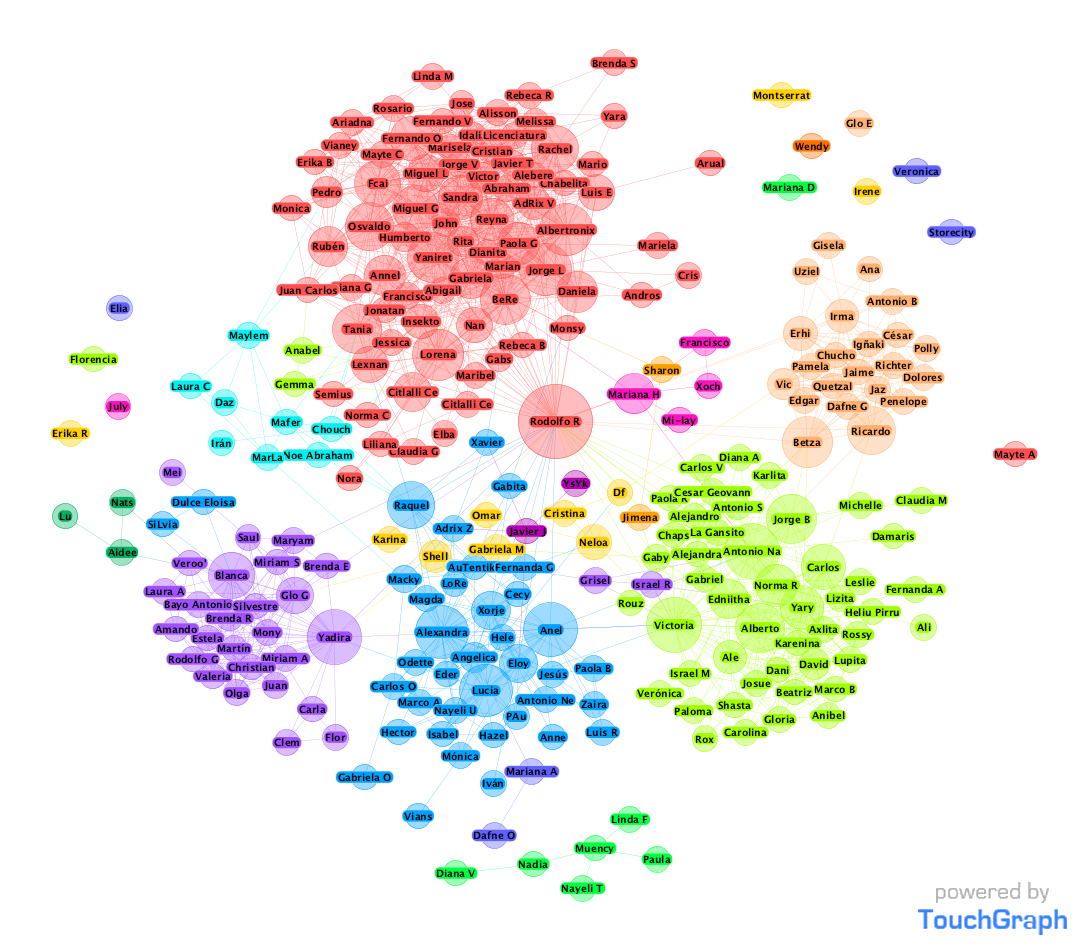 Brenda S
Linda M
Rebeca R
Montserrat
Jose
Rosario
Alisson
Yara
Ariadna
Fernando V
Melissa
Glo E
Fernando O
Idali
Licenciatura
Vianey
Marisela
Cristian
Rachel
Wendy
Mayte C
Erika B
Jorge V
Javier T
Mario
Arual
Miguel L
Victor
Alebere
Veronica
Fcai
Chabelita
Pedro
Abraham
Luis E
Mariana D
Irene
Sandra
AdRix V
Monica
Miguel G
Reyna
Osvaldo
John
Albertronix
Storecity
Humberto
Rita
Paola G
Rubén
Dianita
Mariela
Gisela
Yaniret
Marian
Jorge L
Uziel
Ana
Annel
Gabriela
Cris
Juan Carlos
iana G
Abigail
Francisco
BeRe
Daniela
Andros
Antonio B
Elia
Jonatan
Irma
Insekto
Nan
Monsy
Tania
Erhi
Maylem
César
Jessica
Rebeca B
Francisco
Igñaki
Polly
Anabel
Lorena
Gabs
Chucho
Florencia
Lexnan
Sharon
Pamela
Jaime
Richter
Maribel
Dolores
Laura C
Gemma
Vic
Quetzal
Jaz
Xoch
Semius
Citlalli Ce
Mariana H
Daz
July
Citlalli Ce
Edgar
Dafne G
Penelope
Norma C
Mafer
Rodolfo R
Mi-lay
Chouch
Erika R
Elba
Ricardo
Irán
Liliana
Xavier
Betza
Claudia G
MarLa
Noe Abraham
Mayte A
Diana A
Carlos V
Mei
Nora
Karlita
Gabita
YsYk
Df
Cesar Geovann
Nats
Dulce Eloisa
Raquel
Paola R
Claudia M
Michelle
Antonio S
Lu
Omar
Cristina
Jimena
Alejandro
Jorge B
SiLvia
Adrix Z
Javier J
La Gansito
Chaps
Saul
Maryam
Karina
Neloa
Damaris
Aidee
Gabriela M
Shell
Alejandra
Antonio Na
Gaby
Veroo'
Miriam S
Brenda E
AuTentik
Fernanda G
Carlos
Blanca
Macky
LoRe
Grisel
Israel R
Gabriel
Norma R
Leslie
Laura A
Glo G
Cecy
Fernanda A
Magda
Edniitha
Lizita
Bayo Antonio
Silvestre
Xorje
Rouz
Yary
Heliu Pirru
Brenda R
Amando
Mony
Alexandra
Anel
Victoria
Alberto
Axlita
Rossy
Ali
Estela
Yadira
Hele
Martín
Karenina
Rodolfo G
Miriam A
Odette
Angelica
Eloy
Ale
Lupita
Christian
Paola B
David
Valeria
Eder
Jesús
Israel M
Dani
Juan
Carlos O
Lucia
Josue
Olga
Verónica
Beatriz
Marco B
Marco A
Antonio Ne
Zaira
Carla
Nayeli U
Paloma
Shasta
PAu
Anibel
Gloria
Hector
Isabel
Hazel
Anne
Luis R
Clem
Flor
Rox
Carolina
Mónica
Gabriela O
Mariana A
Iván
Vians
Linda F
Dafne O
Muency
Paula
Nadia
Diana V
Nayeli T
powered by
TouchGraph